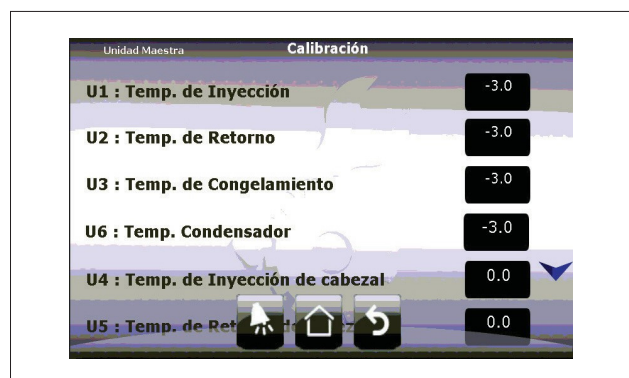 Unidad Maestra Calibración
U1 : Temp. de Inyección -3.0
U2 : Temp. de Retorno -3.0
U3 : Temp. de Congelamiento -3.0
U6 : Temp. Condensador -3.0
U4 : Temp. de Inyección de cabezal 0.0
U5 : Temp. de 0.0